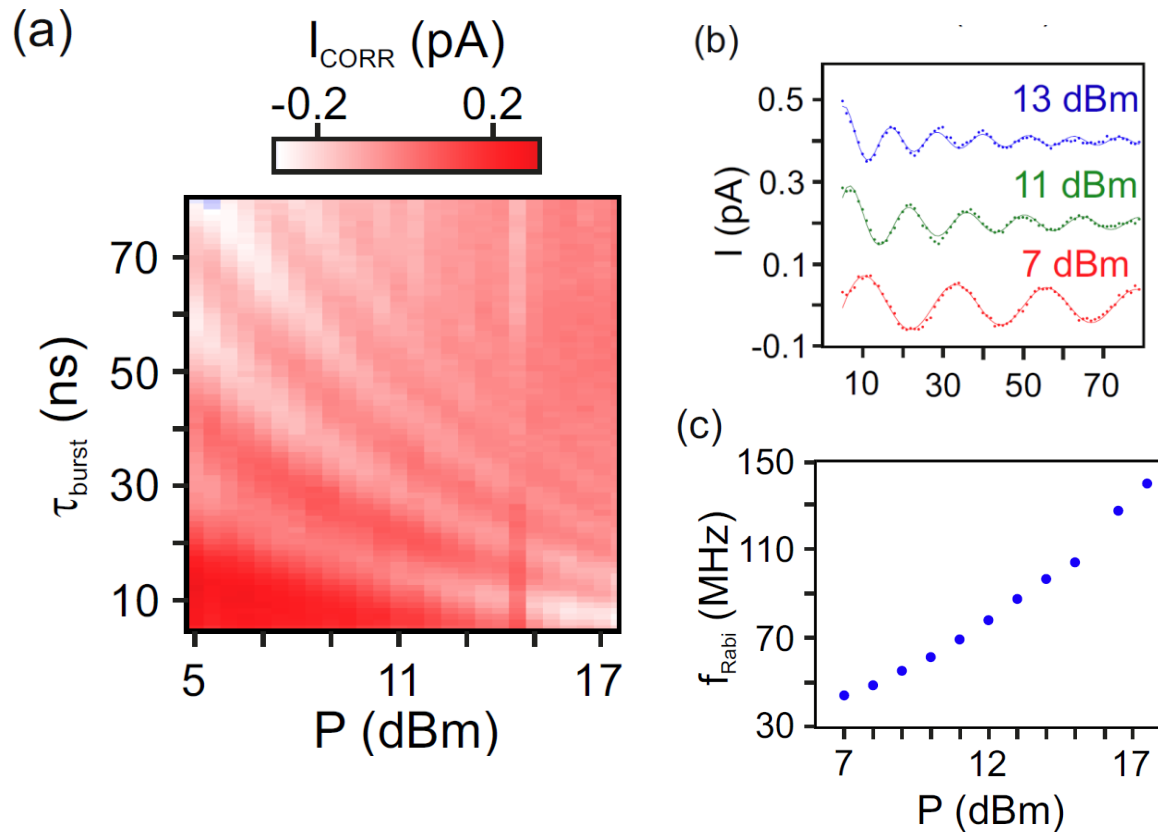 (a)
I_CORR (pA)
-0.2 0.2
70
50
30
10
τ_burst (ns)
5 11 17
P (dBm)
(b)
0.5
0.3
0.1
-0.1
I (pA)
13 dBm
11 dBm
7 dBm
10 30 50 70
(c)
150
110
70
30
f_Rabi (MHz)
7 12 17
P (dBm)